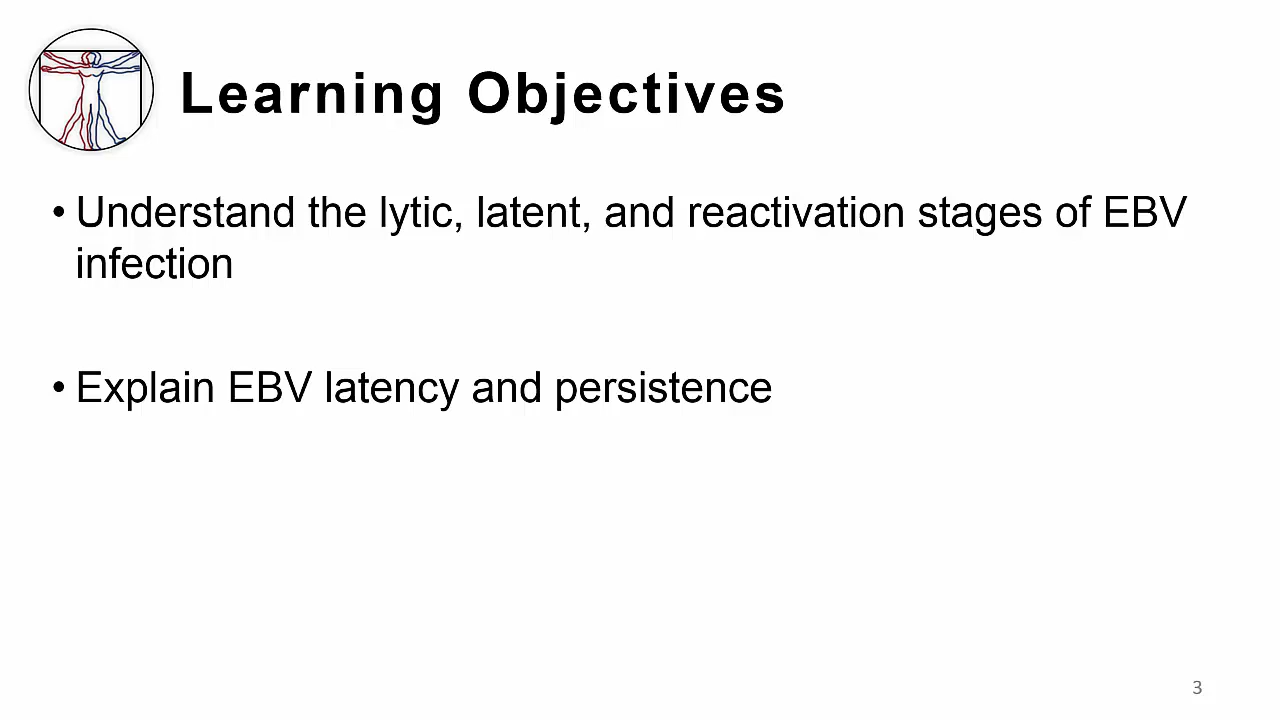 Learning Objectives
• Understand the lytic, latent, and reactivation stages of EBV
infection
• Explain EBV latency and persistence
3